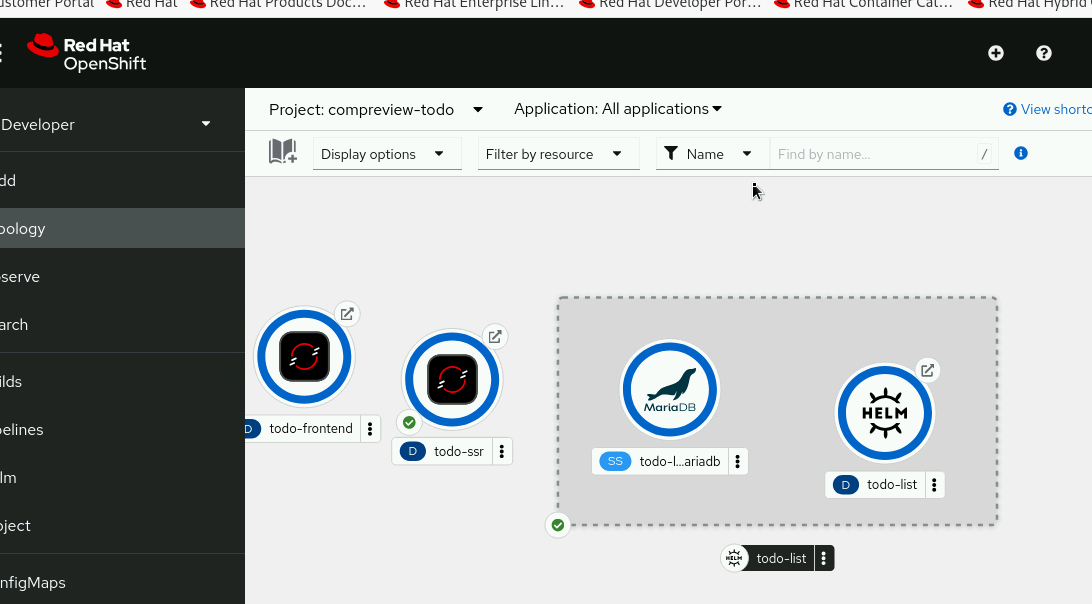 ustomer Portal Red Hat Red Hat Products Doc... Red Hat Enterprise Lin... Red Hat Developer Por... Red Hat Container Cat... Red Hat Hybrid
Red Hat
OpenShift
Developer
Project: compreview-todo Application: All applications View shortc
Display options Filter by resource Name Find by name... /
dd
pology
serve
arch
ilds
pelines
lm
oject
nfigMaps
D todo-frontend
D todo-ssr
MariaDB
SS todo-l...ariadb
HELM
D todo-list
HELM todo-list